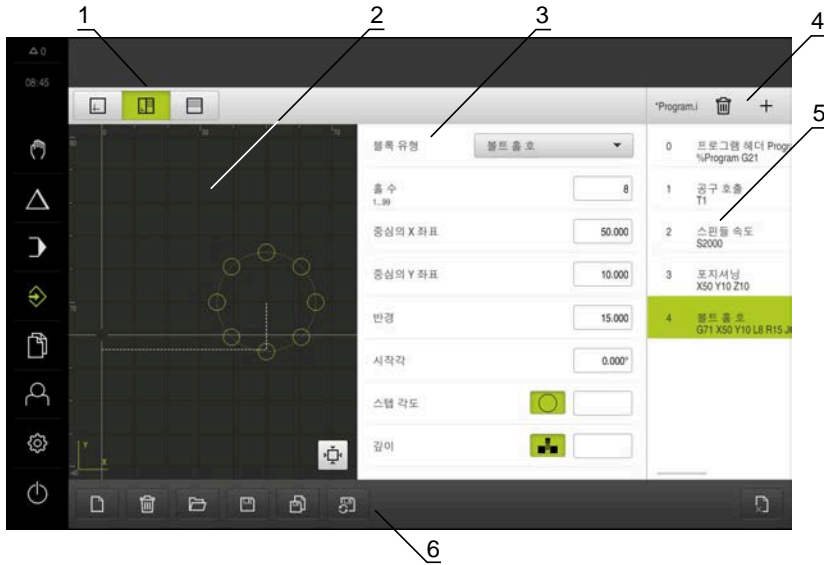 1
2
3
4
5
6
0
08:45
*Program.i
블록 유형
볼트 홀 호
홀 수
8
1...99
중심의 X 좌표
50.000
중심의 Y 좌표
10.000
반경
15.000
시작각
0.000°
스텝 각도
깊이
0 프로그램 헤더 Progr
%Program G21
1 공구 호출
T1
2 스핀들 속도
S2000
3 포지셔닝
X50 Y10 Z10
4 볼트 홀 호
G71 X50 Y10 L8 R15
Y
X